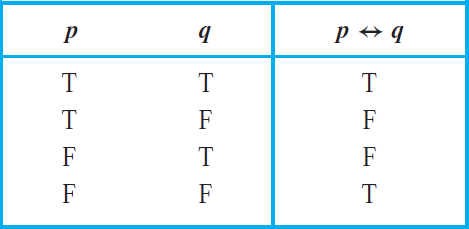 p q p ↔ q
T T T
T F F
F T F
F F T